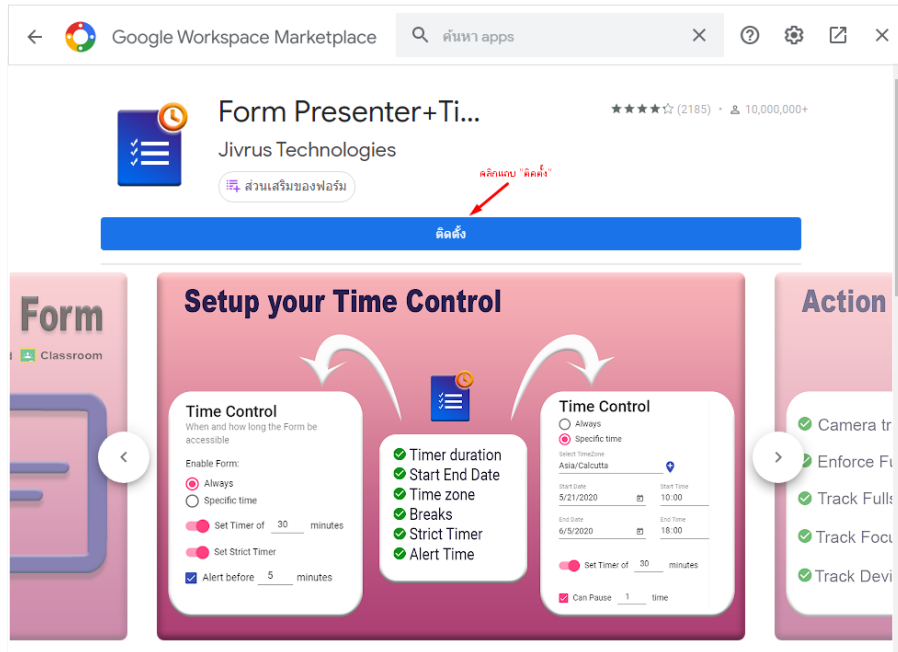 Google Workspace Marketplace
ค้นหา apps
Form Presenter+Ti...
(2185)
10,000,000+
Jivrus Technologies
ส่วนเสริมของฟอร์ม
คลิกแถบ "ติดตั้ง"
ติดตั้ง
Form
Classroom
Setup your Time Control
Time Control
When and how long the Form be
accessible
Enable Form:
Always
Specific time
Set Timer of 30 minutes
Set Strict Timer
Alert before 5 minutes
Timer duration
Start End Date
Time zone
Breaks
Strict Timer
Alert Time
Time Control
Always
Specific time
Select TimeZone
Asia/Calcutta
Start Date Start Time
5/21/2020 10:00
End Date End Time
6/5/2020 18:00
Set Timer of 30 minutes
Can Pause 1 time
Action
Camera tr
Enforce Fu
Track Fulls
Track Focu
Track Devi